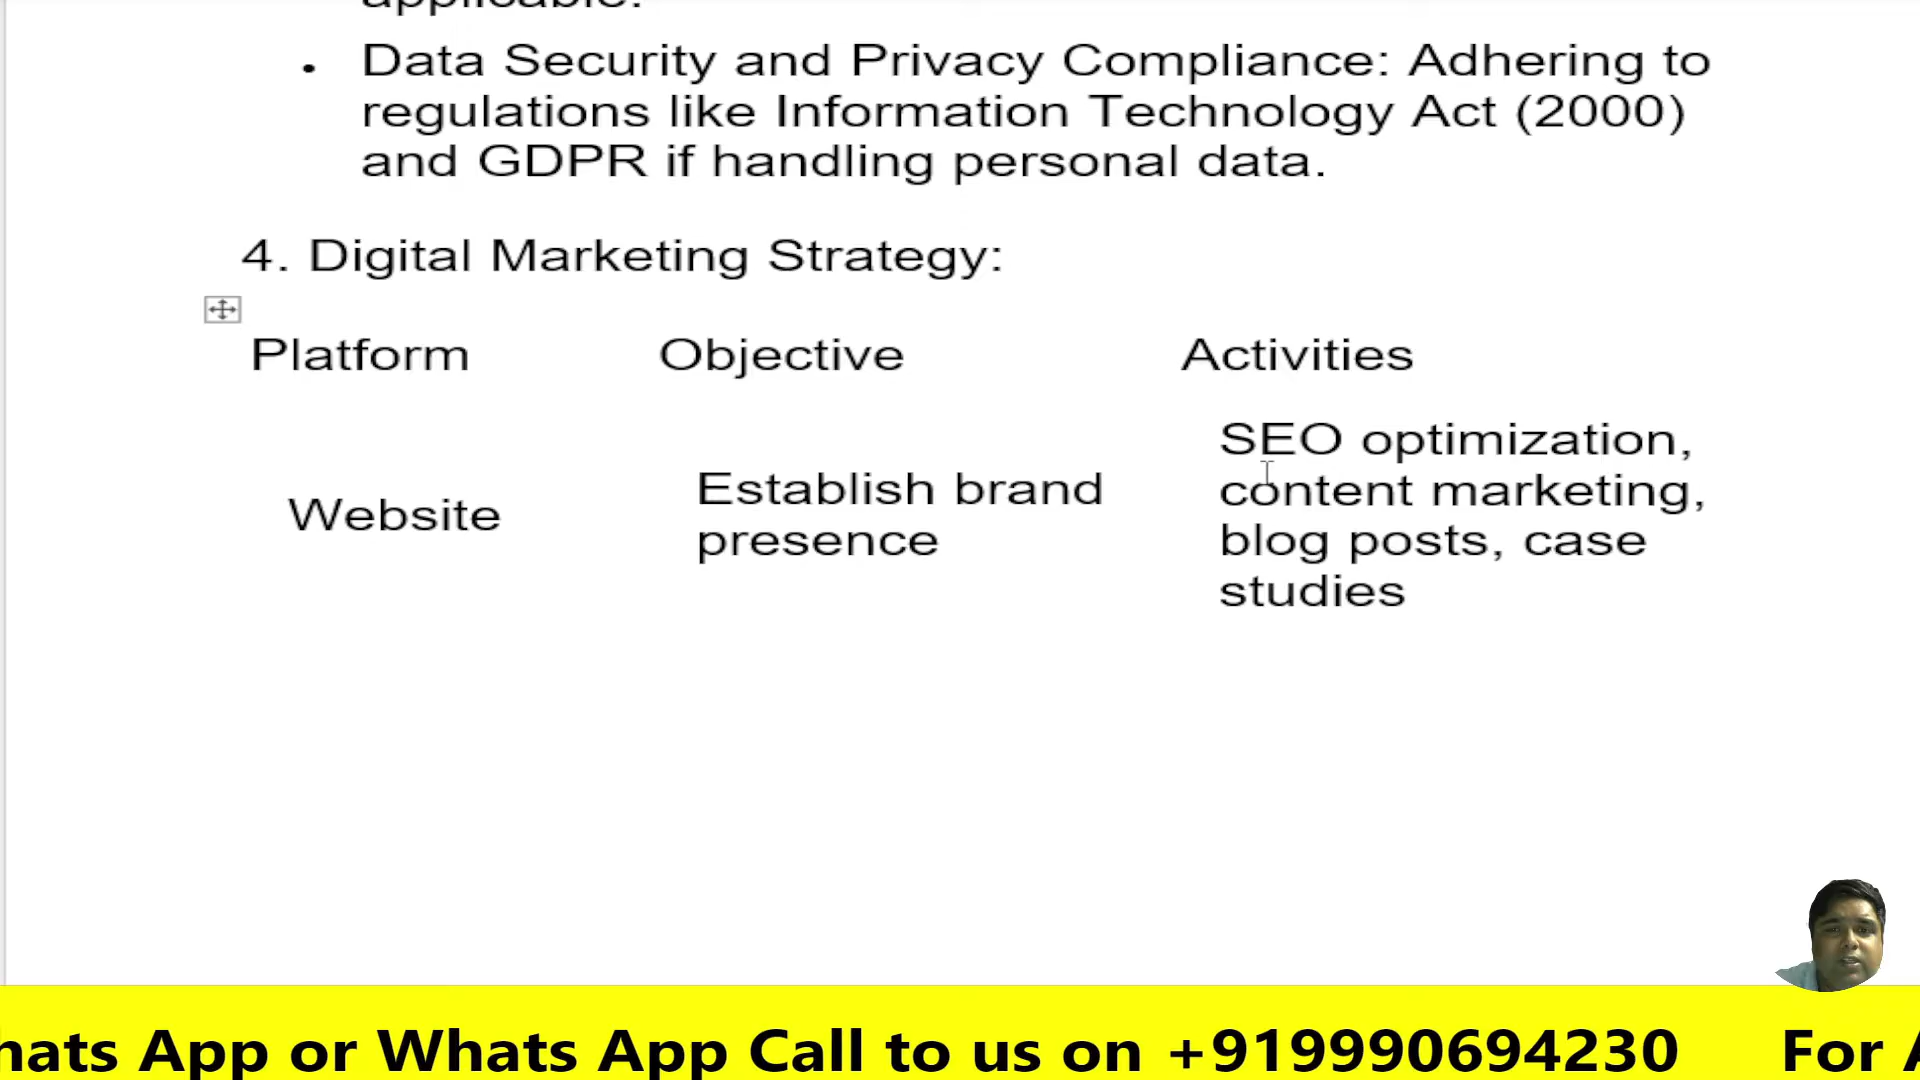 applicable.
• Data Security and Privacy Compliance: Adhering to
regulations like Information Technology Act (2000)
and GDPR if handling personal data.
4. Digital Marketing Strategy:
Platform Objective Activities
Website
Establish brand
presence
SEO optimization,
content marketing,
blog posts, case
studies
hats App or Whats App Call to us on +919990694230 For